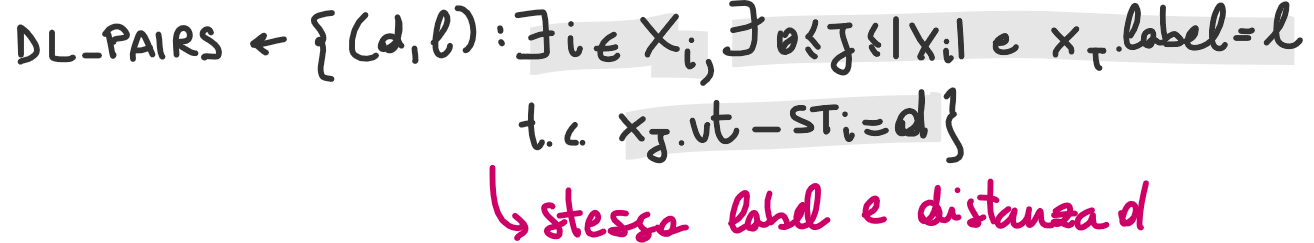 DL_PAIRS ← {(d,l) : ∃ i ∈ X_i, ∃ 0≤J≤|X_i| e x_J.label=l
t.c. x_J.vt - ST_i = d}
↳ stessa label e distanza d